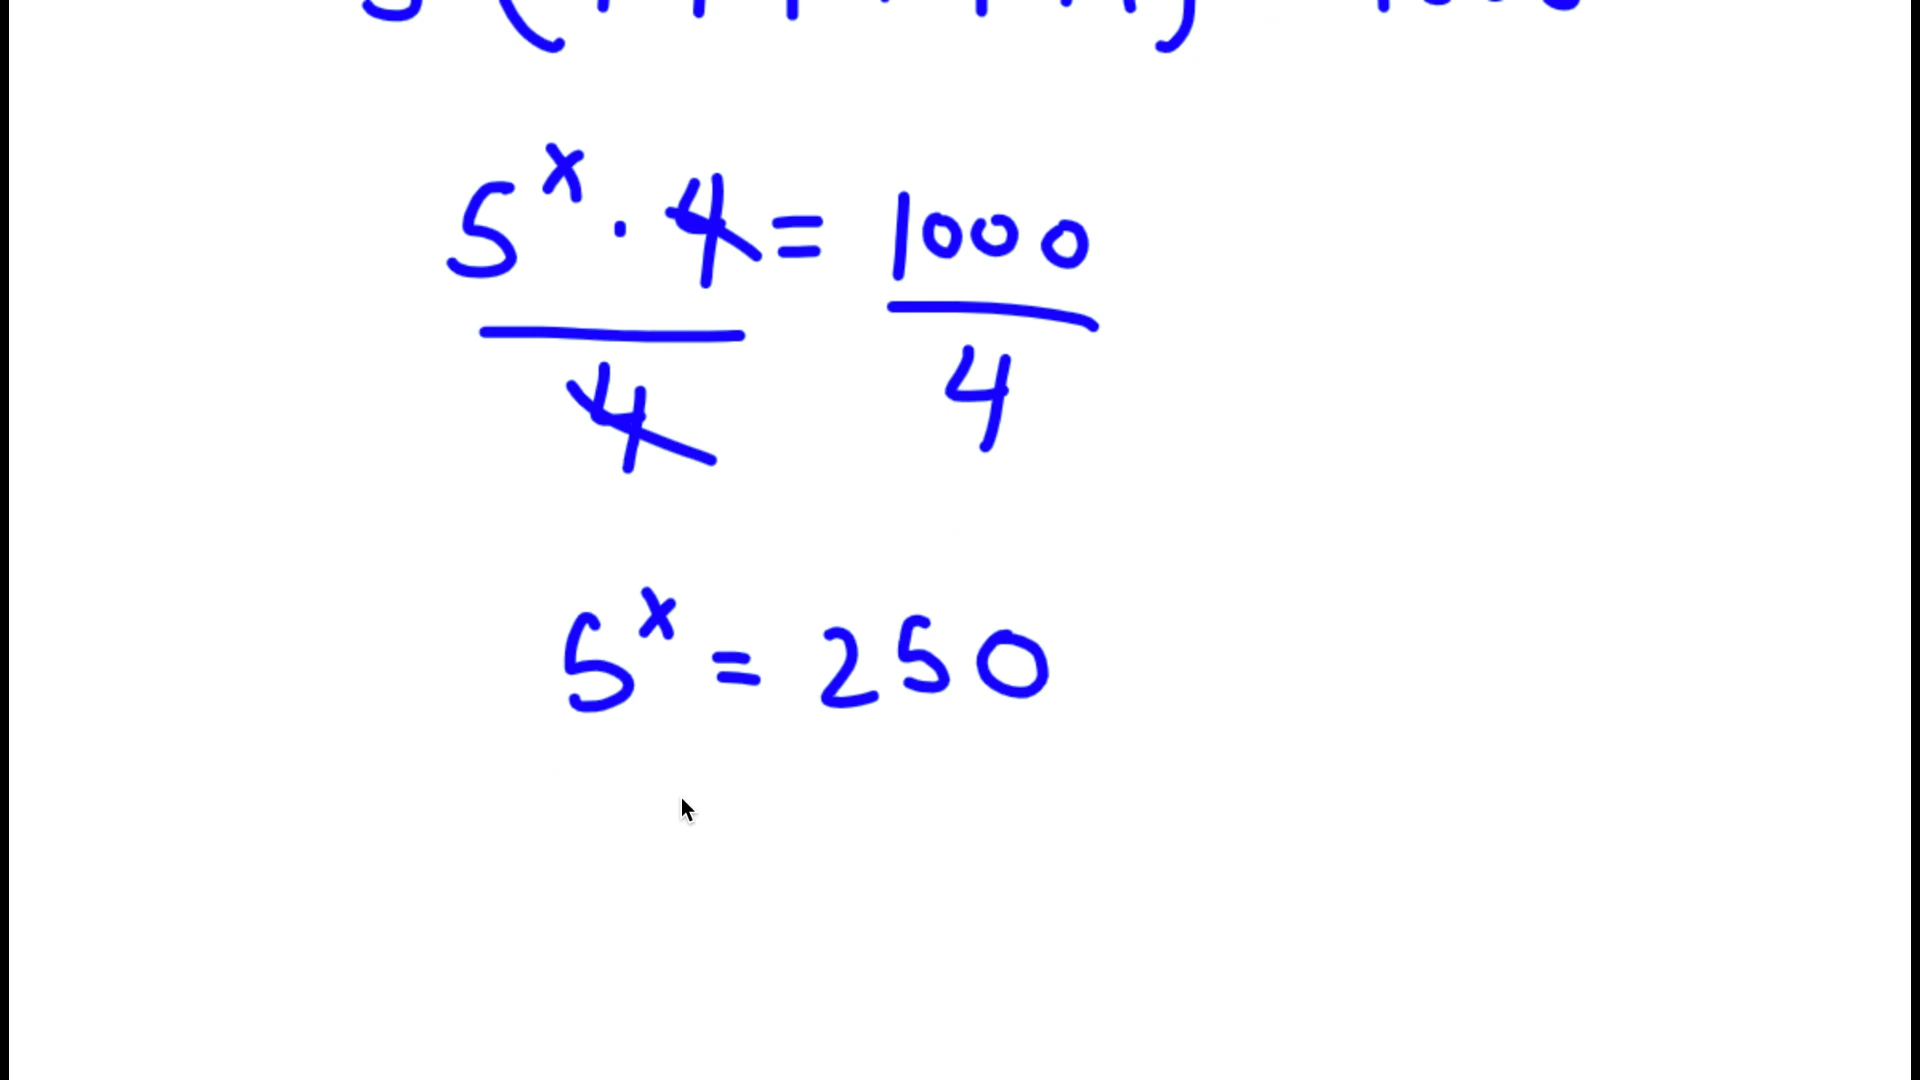 5^x · 4 = 1000
4 4
5^x = 250